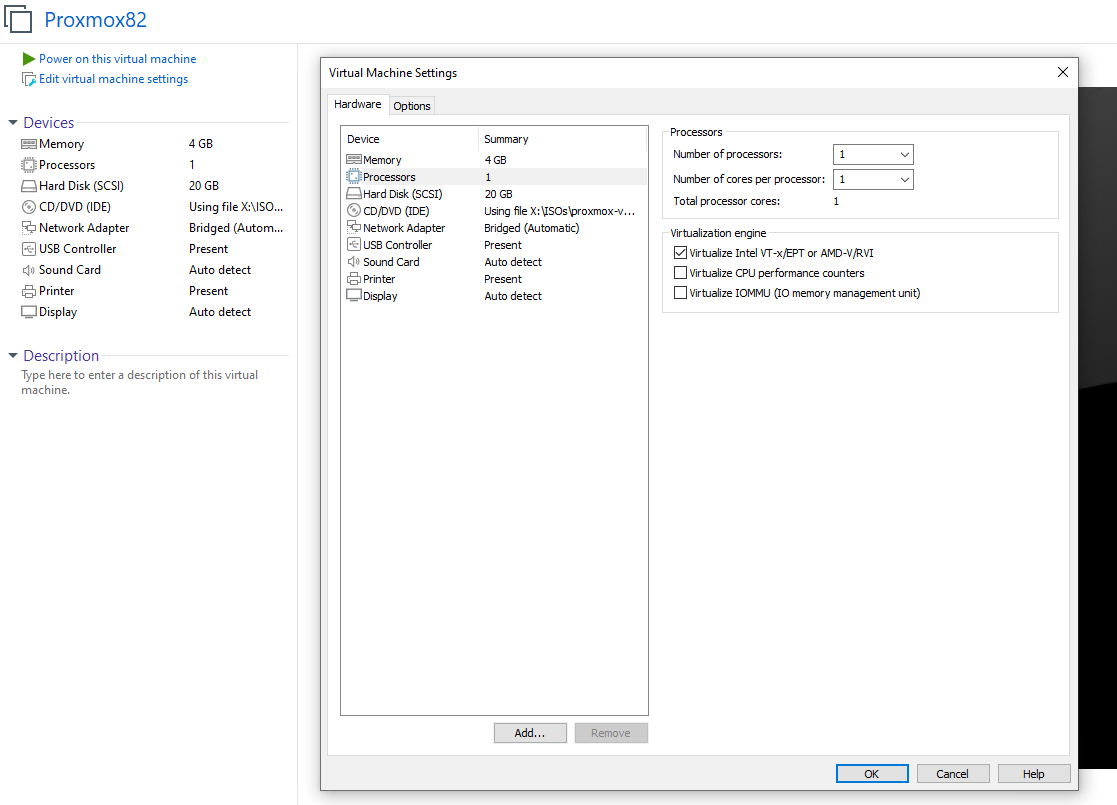 Proxmox82
Power on this virtual machine
Edit virtual machine settings
Devices
Memory 4 GB
Processors 1
Hard Disk (SCSI) 20 GB
CD/DVD (IDE) Using file X:\ISO...
Network Adapter Bridged (Autom...
USB Controller Present
Sound Card Auto detect
Printer Present
Display Auto detect
Description
Type here to enter a description of this virtual
machine.
Virtual Machine Settings
Hardware Options
Device Summary
Memory 4 GB
Processors 1
Hard Disk (SCSI) 20 GB
CD/DVD (IDE) Using file X:\ISOs\proxmox-v...
Network Adapter Bridged (Automatic)
USB Controller Present
Sound Card Auto detect
Printer Present
Display Auto detect
Add... Remove
Processors
Number of processors: 1
Number of cores per processor: 1
Total processor cores: 1
Virtualization engine
Virtualize Intel VT-x/EPT or AMD-V/RVI
Virtualize CPU performance counters
Virtualize IOMMU (IO memory management unit)
OK Cancel Help